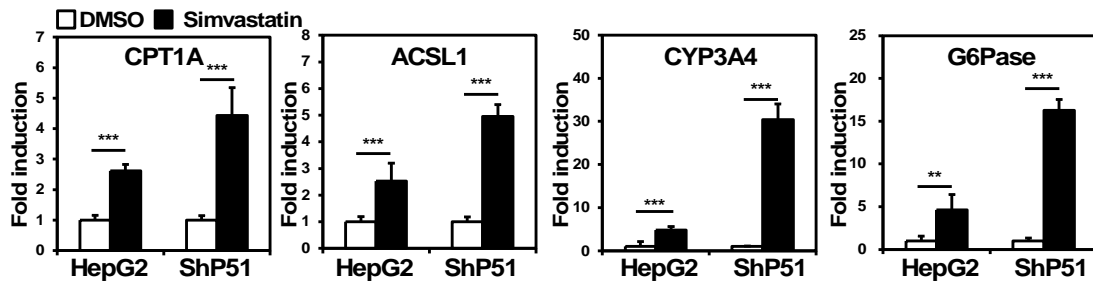 DMSO Simvastatin
CPT1A
Fold induction
7
6
5
4
3
2
1
0
***
***
HepG2 ShP51
ACSL1
Fold induction
8
7
6
5
4
3
2
1
0
***
***
HepG2 ShP51
CYP3A4
Fold induction
50
40
30
20
10
0
***
***
HepG2 ShP51
G6Pase
Fold induction
25
20
15
10
5
0
**
***
HepG2 ShP51